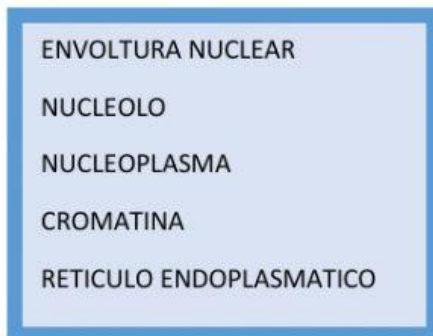 ENVOLTURA NUCLEAR
NUCLEOLO
NUCLEOPLASMA
CROMATINA
RETICULO ENDOPLASMATICO